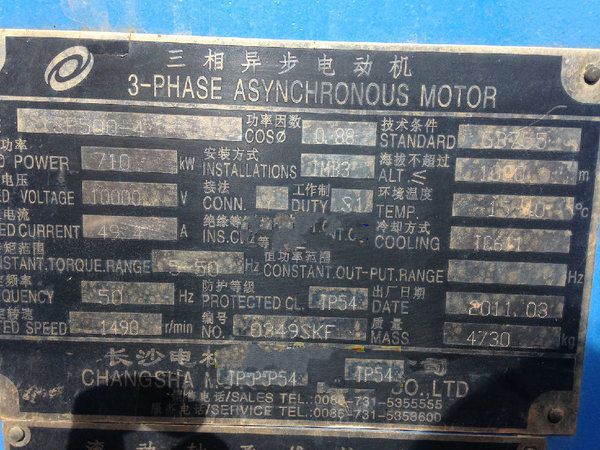 三相异步电动机
3-PHASE ASYNCHRONOUS MOTOR
功率因数 技术条件
COSØ 0.88 STANDARD GB755
功率 安装方式 海拔不超过
POWER 710 kW INSTALLATIONS IMB3 ALT ≤ m
电压 接法 工作制 环境温度
VOLTAGE 10000 V CONN. DUTY S1 TEMP. °C
电流 绝缘等 冷却方式
CURRENT 49.4 A INS.CL COOLING
范围 恒功率范围
TORQUE.RANGE 5-50 Hz CONSTANT.OUT-PUT.RANGE Hz
频率 防护等级 出厂日期
50 Hz PROTECTED CL. IP54 DATE 2011.03
转速 编号 质量
SPEED 1490 r/min NO. 0349SKF MASS 4730 kg
长沙电机
CHANGSHA IP5P5P54 IP54 CO.,LTD
电话/SALES TEL.:0086-731-5355555
电话/SERVICE TEL.:0086-731-5353600